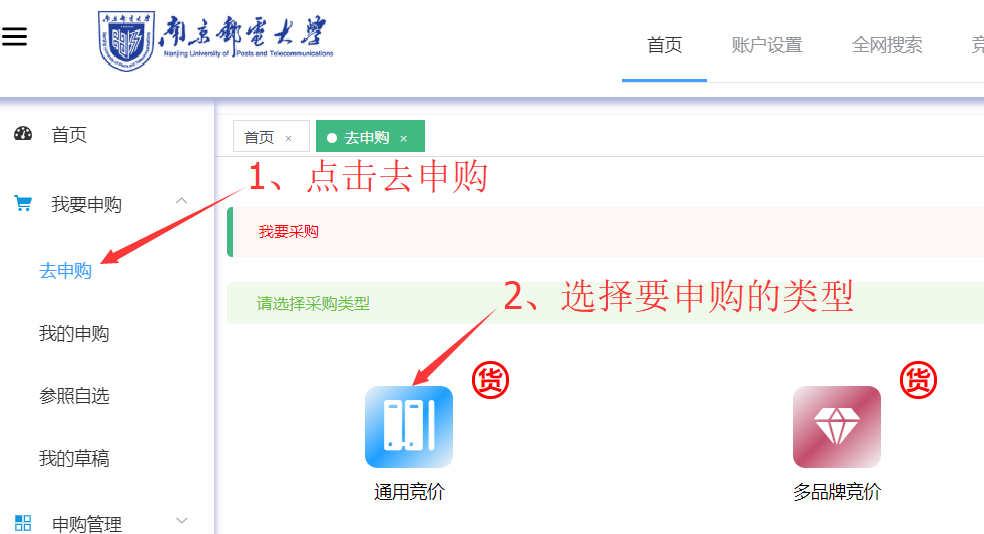 南京邮电大学
Nanjing University of Posts and Telecommunications
首页 账户设置 全网搜索 竞
首页
首页 ×
去申购 ×
1、点击去申购
我要申购
我要采购
去申购
请选择采购类型
2、选择要申购的类型
我的申购
参照自选
货
货
我的草稿
通用竞价
多品牌竞价
申购管理